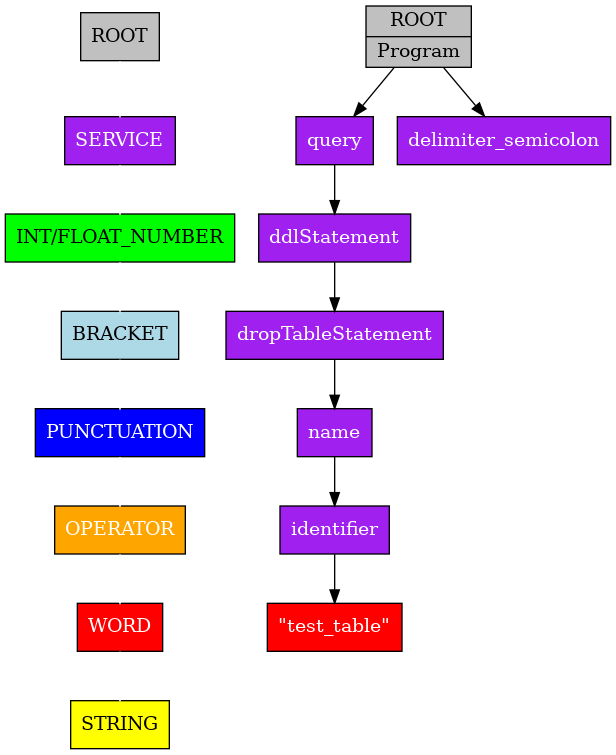 ROOT
ROOT
Program
SERVICE
query
delimiter_semicolon
INT/FLOAT_NUMBER
ddlStatement
BRACKET
dropTableStatement
PUNCTUATION
name
OPERATOR
identifier
WORD
"test_table"
STRING